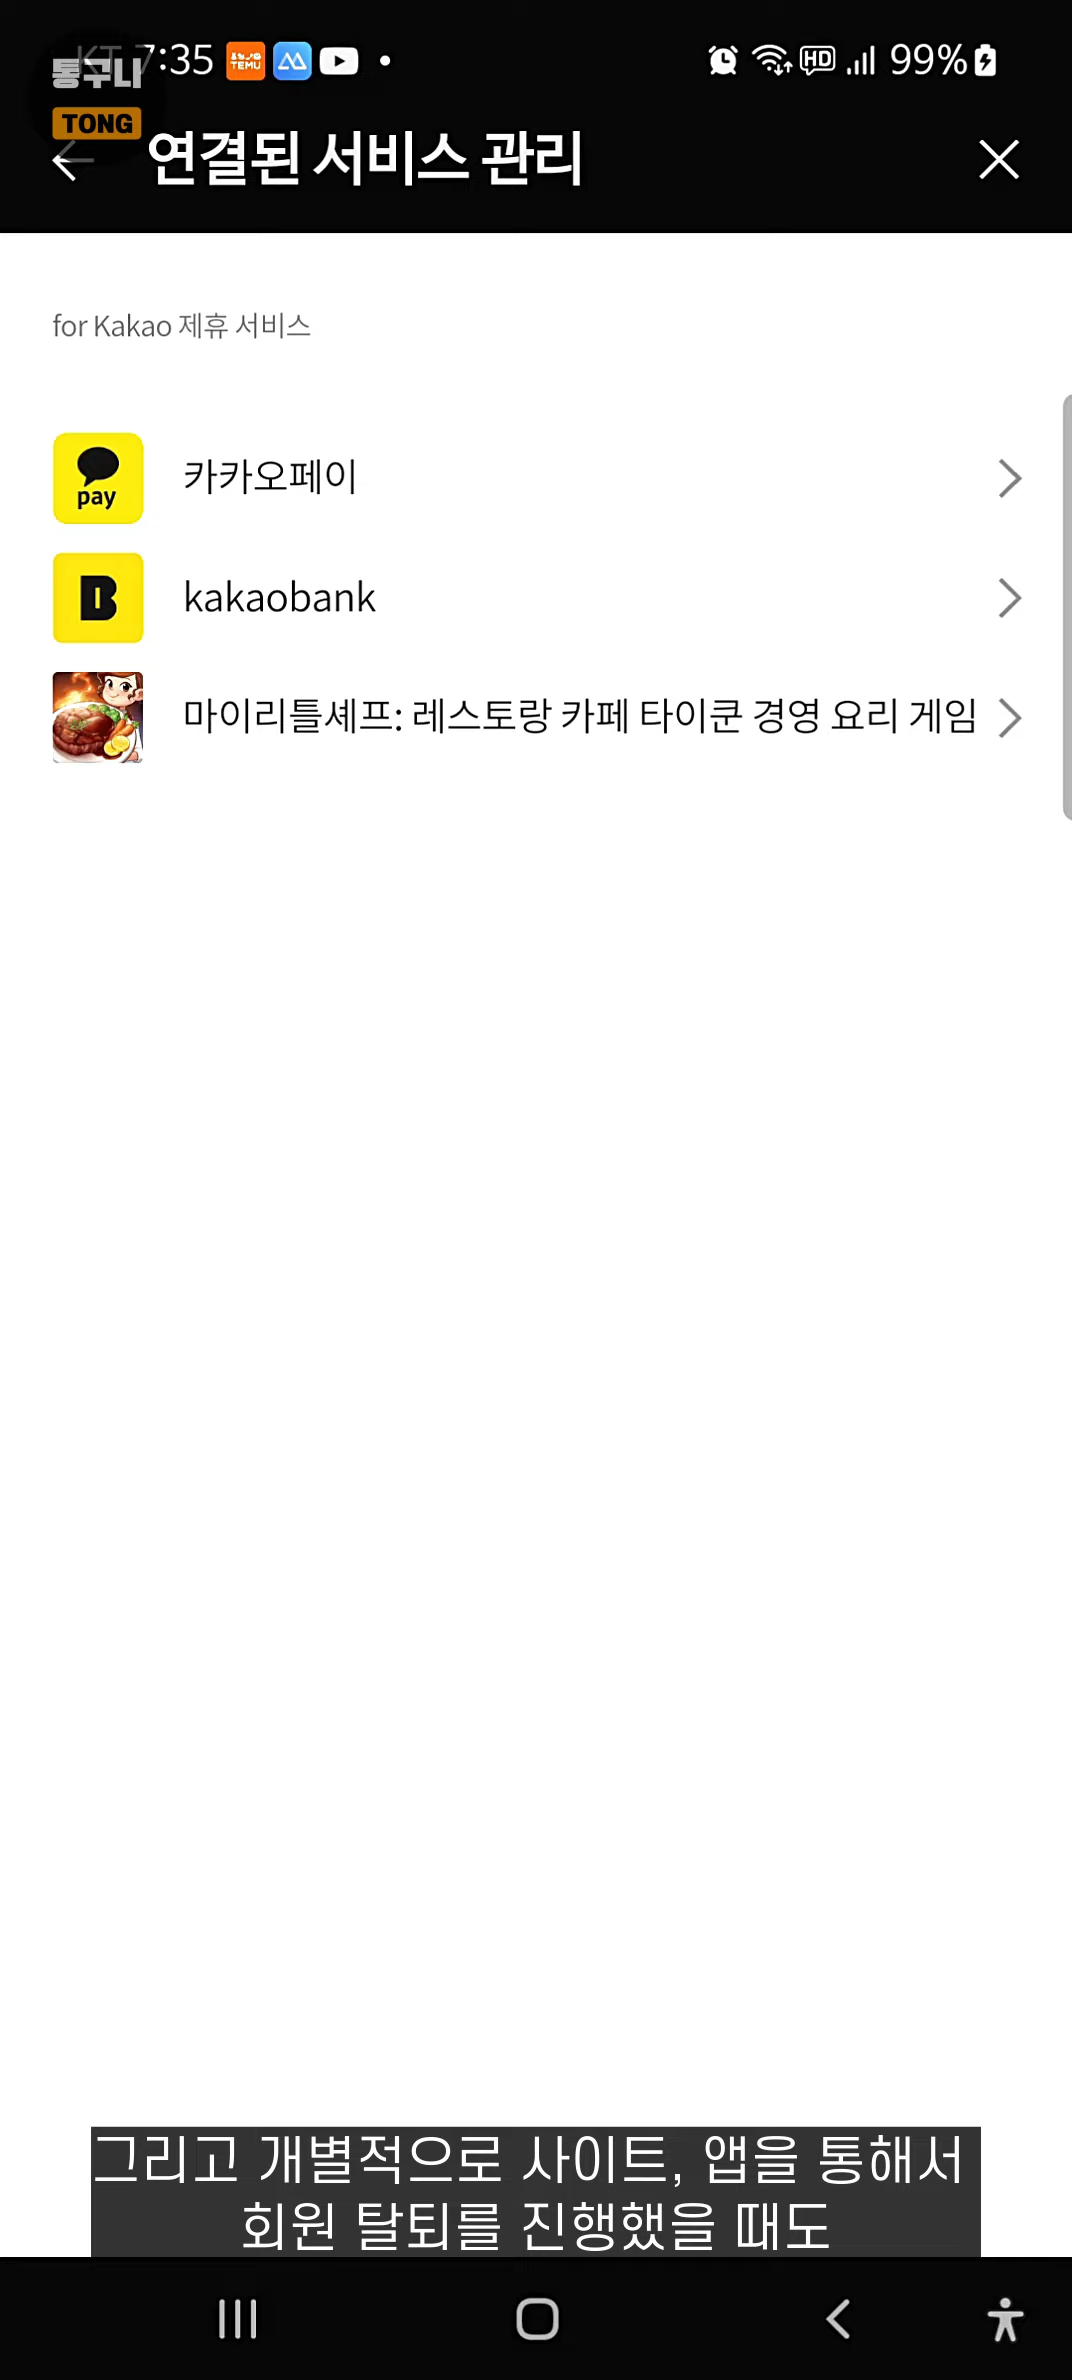 KT 7:35 TEMU HD 99%
통구니
TONG
연결된 서비스 관리
for Kakao 제휴 서비스
pay 카카오페이
B kakaobank
마이리틀셰프: 레스토랑 카페 타이쿤 경영 요리 게임
그리고 개별적으로 사이트, 앱을 통해서
회원 탈퇴를 진행했을 때도